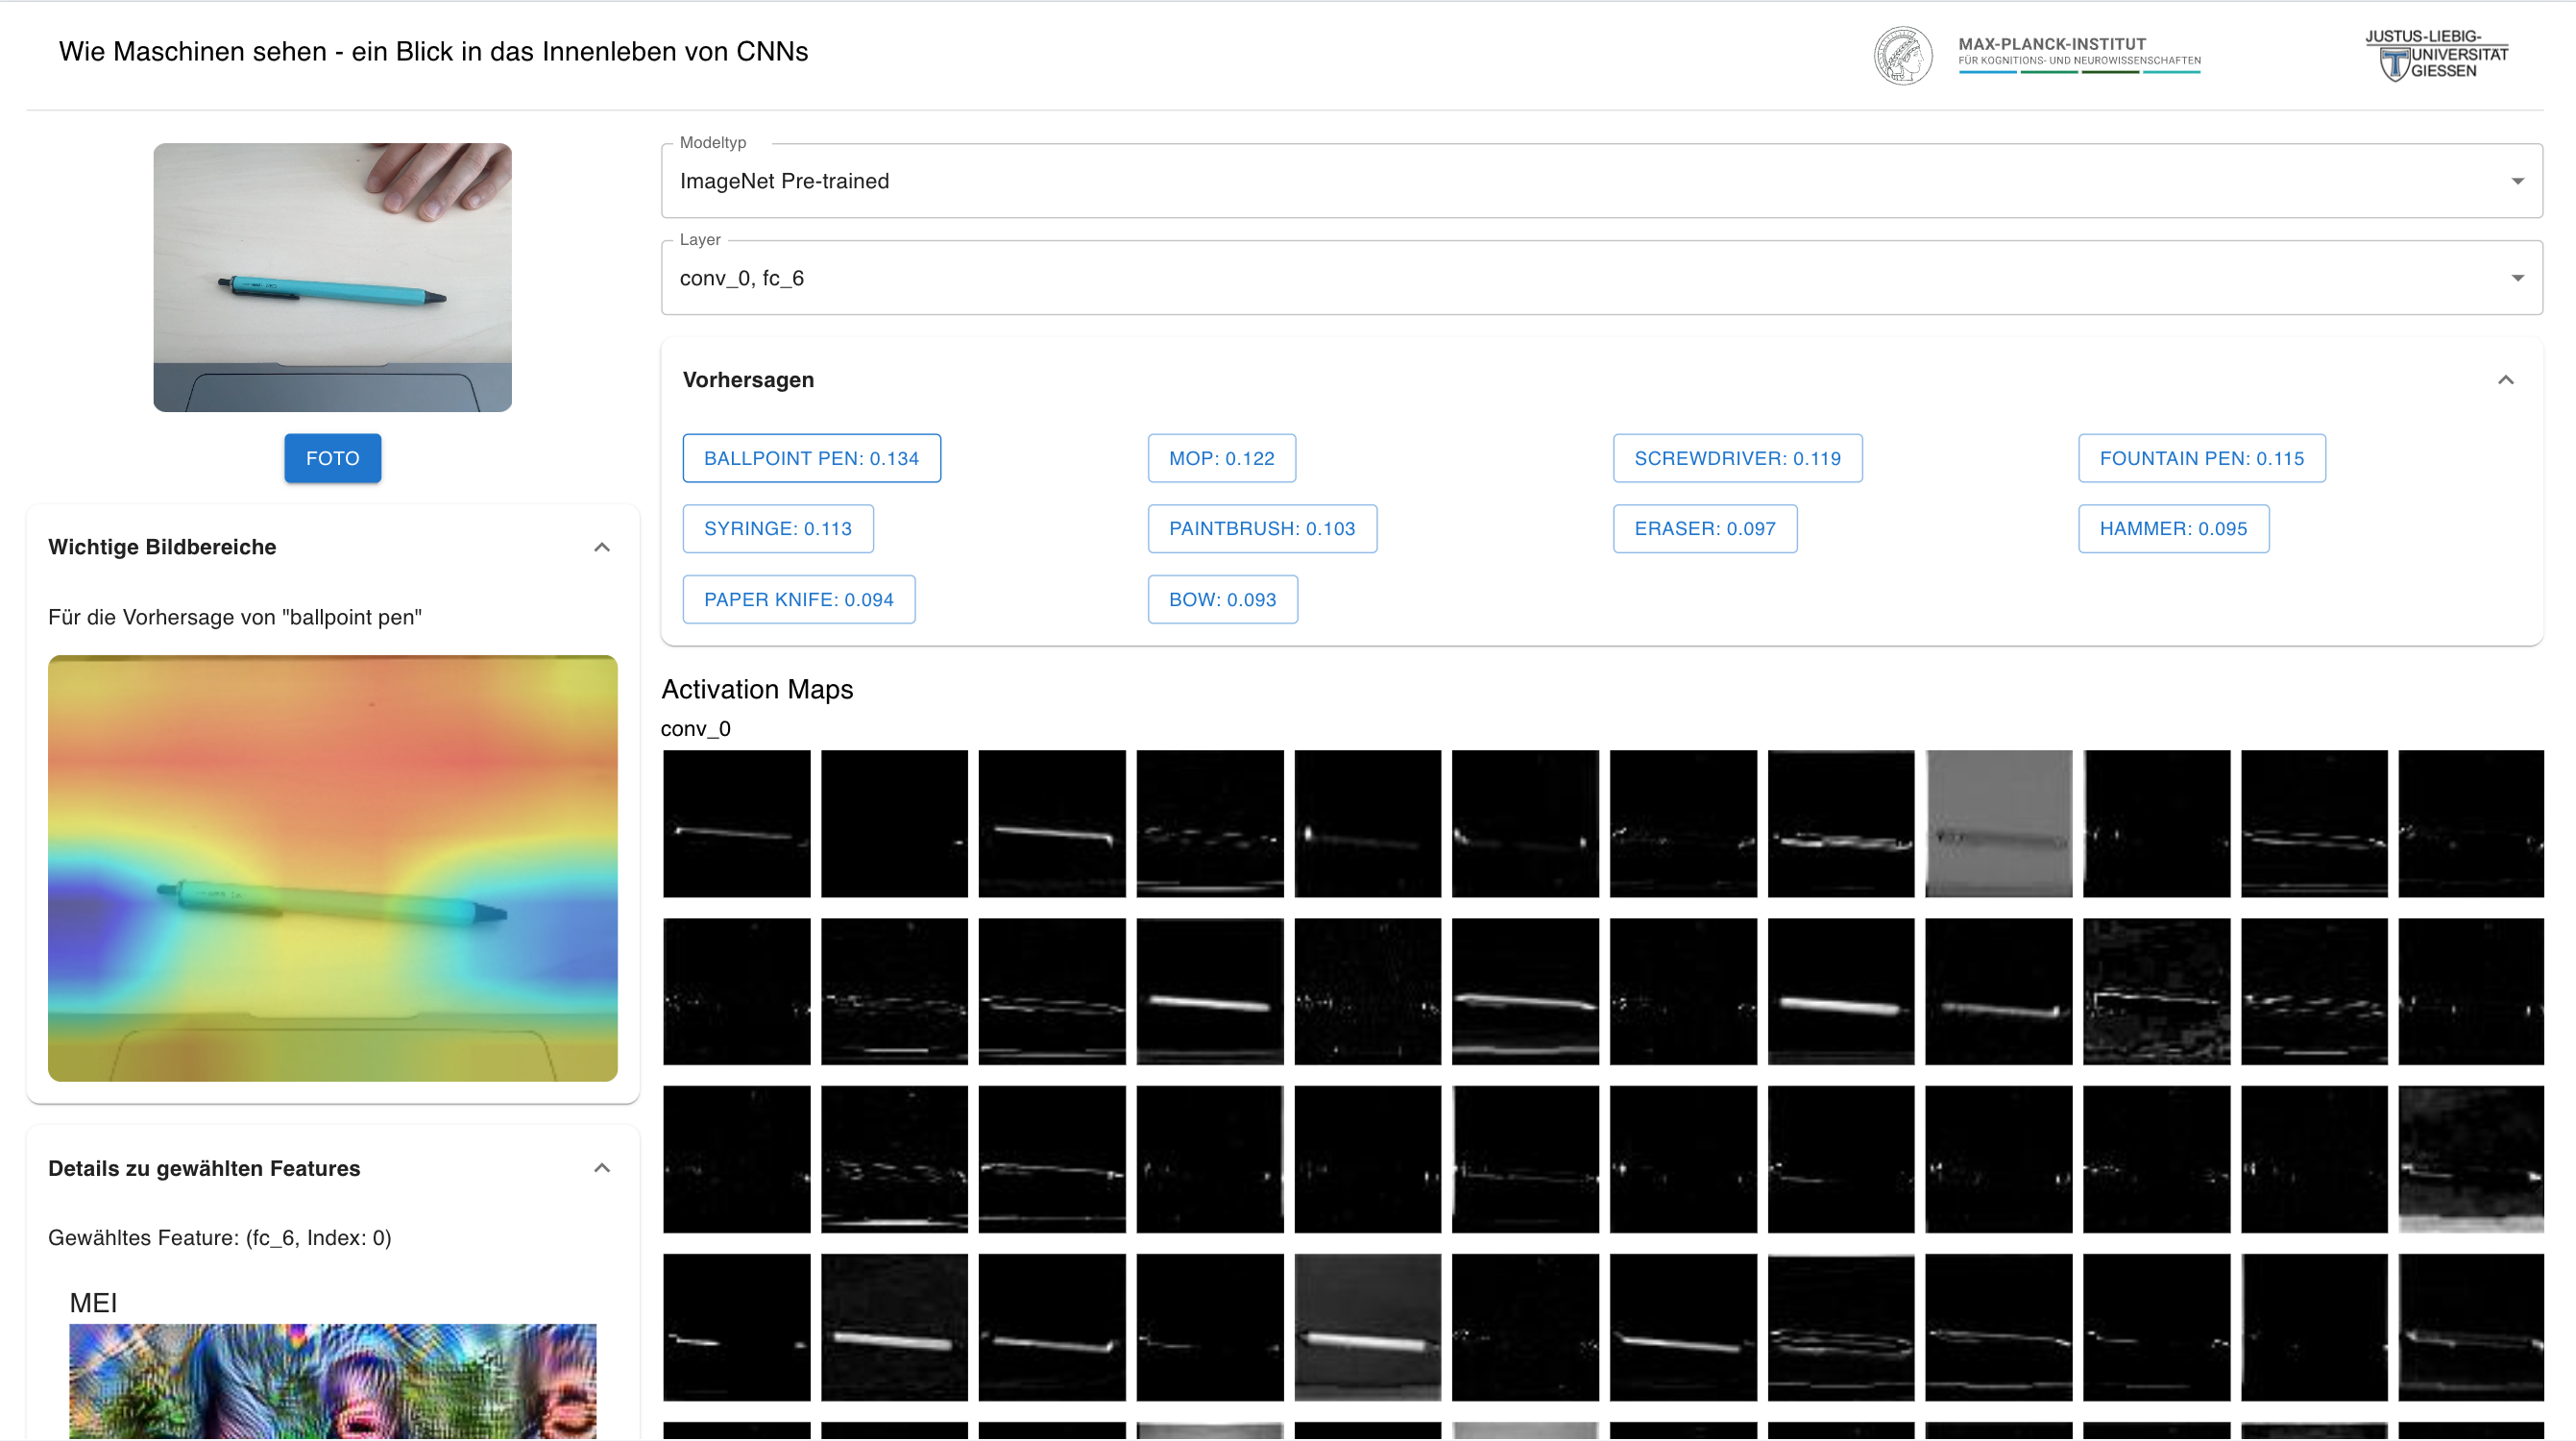 Wie Maschinen sehen - ein Blick in das Innenleben von CNNs
MAX-PLANCK-INSTITUT
FÜR KOGNITIONS- UND NEUROWISSENSCHAFTEN
JUSTUS-LIEBIG-
UNIVERSITÄT
GIESSEN
Modeltyp
ImageNet Pre-trained
Layer
conv_0, fc_6
FOTO
Vorhersagen
BALLPOINT PEN: 0.134
MOP: 0.122
SCREWDRIVER: 0.119
FOUNTAIN PEN: 0.115
SYRINGE: 0.113
PAINTBRUSH: 0.103
ERASER: 0.097
HAMMER: 0.095
PAPER KNIFE: 0.094
BOW: 0.093
Wichtige Bildbereiche
Für die Vorhersage von "ballpoint pen"
Details zu gewählten Features
Gewähltes Feature: (fc_6, Index: 0)
MEI
Activation Maps
conv_0